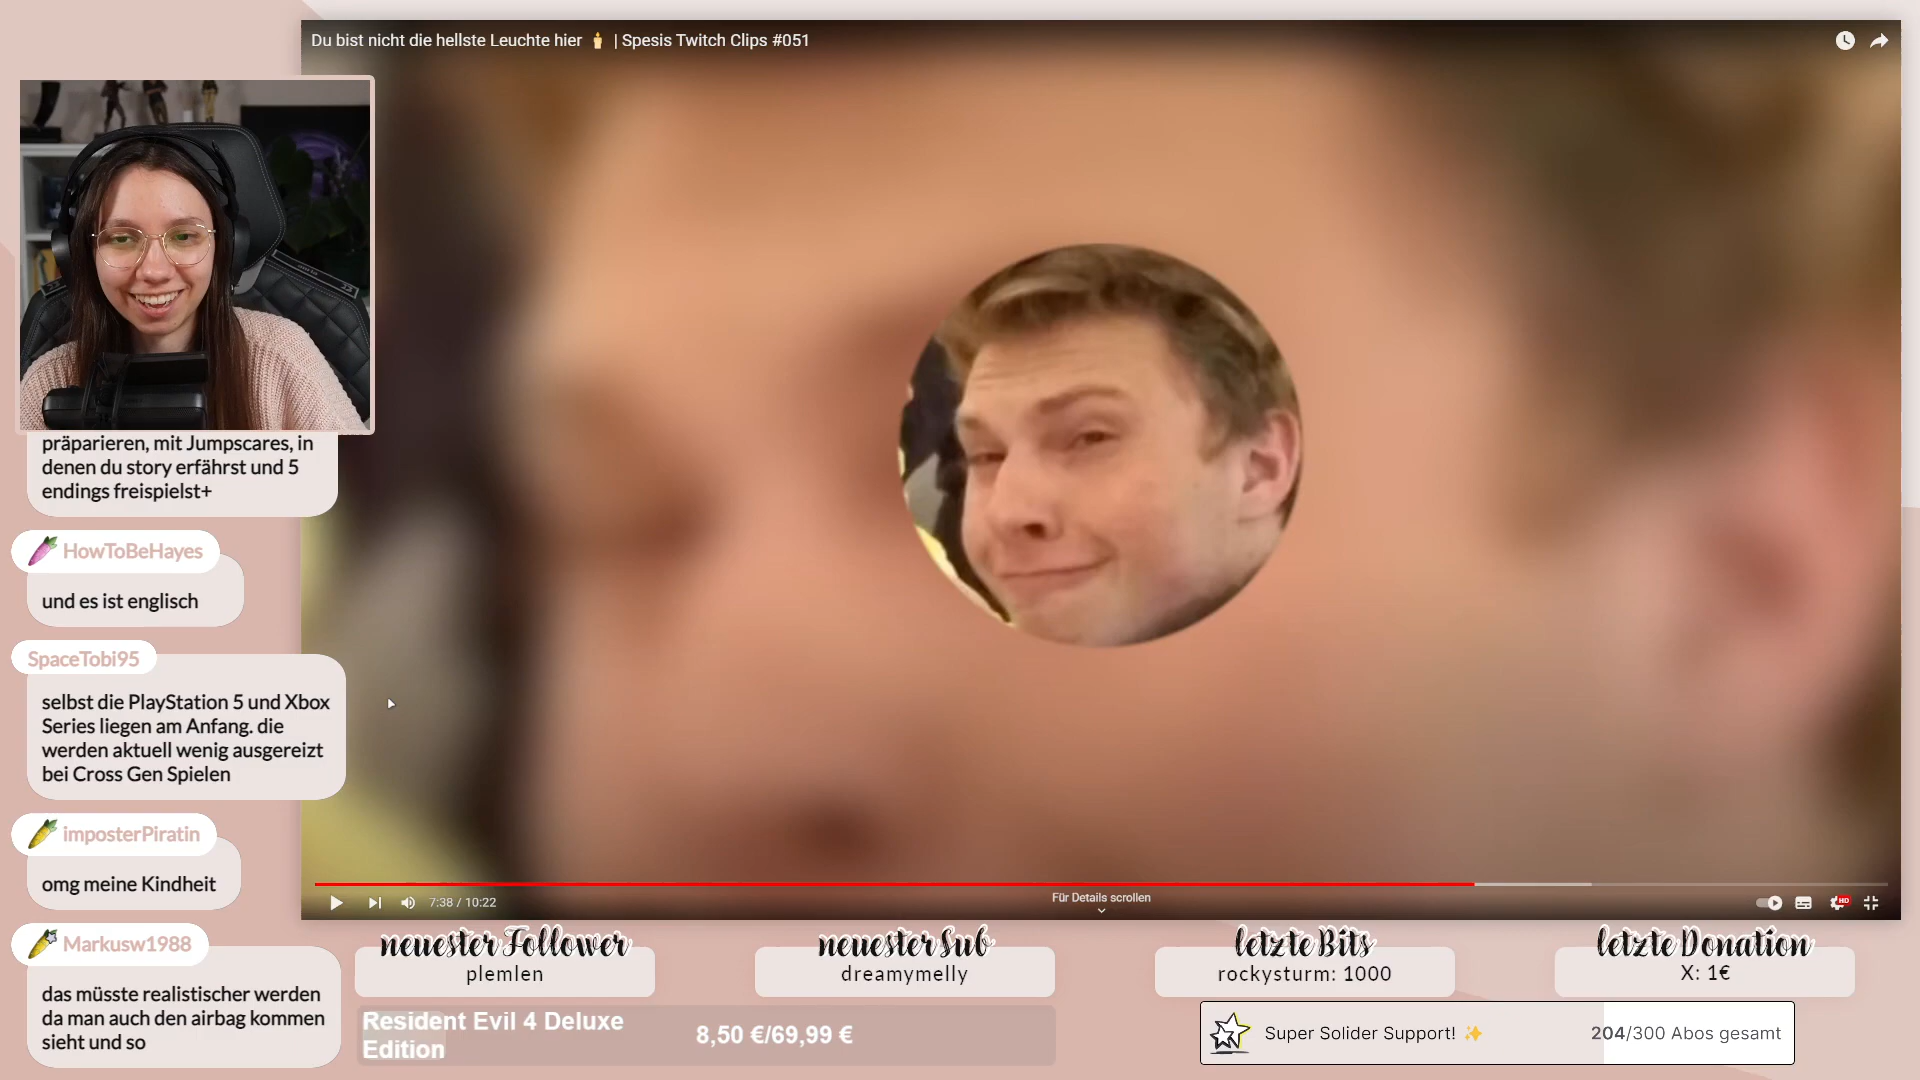 Du bist nicht die hellste Leuchte hier 🕯 | Spesis Twitch Clips #051
präparieren, mit Jumpscares, in
denen du story erfährst und 5
endings freispielst+
HowToBeHayes
und es ist englisch
SpaceTobi95
selbst die PlayStation 5 und Xbox
Series liegen am Anfang. die
werden aktuell wenig ausgereizt
bei Cross Gen Spielen
imposterPiratin
omg meine Kindheit
Markusw1988
das müsste realistischer werden
da man auch den airbag kommen
sieht und so
7:38 / 10:22
Für Details scrollen
HD
neuester Follower
plemlen
neuester Sub
dreamymelly
letzte Bits
rockysturm: 1000
letzte Donation
X: 1€
Resident Evil 4 Deluxe
Edition
8,50 €/69,99 €
Super Solider Support! ✨
204/300 Abos gesamt